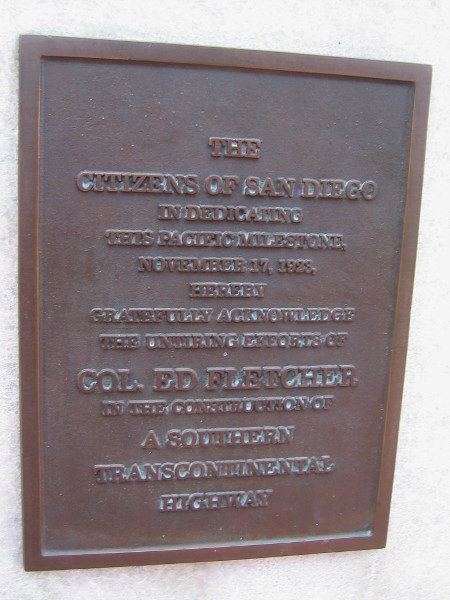 THE
CITIZENS OF SAN DIEGO
IN DEDICATING
THIS PACIFIC MILESTONE,
NOVEMBER 17, 1923,
HEREBY
GRATEFULLY ACKNOWLEDGE
THE UNTIRING EFFORTS OF
COL. ED FLETCHER
IN THE CONSTRUCTION OF
A SOUTHERN
TRANSCONTINENTAL
HIGHWAY